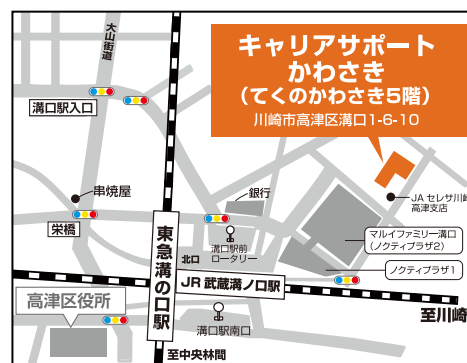 大山街道
キャリアサポート
かわさき
（てくのかわさき5階）
川崎市高津区溝口1-6-10
溝口駅入口
串焼屋
銀行
JA セレサ川崎
高津支店
栄橋
溝口駅前
ロータリー
マルイファミリー溝口
（ノクティプラザ2）
東急溝の口駅
北口
ノクティプラザ1
JR 武蔵溝ノ口駅
高津区役所
溝口駅南口
至川崎
至中央林間